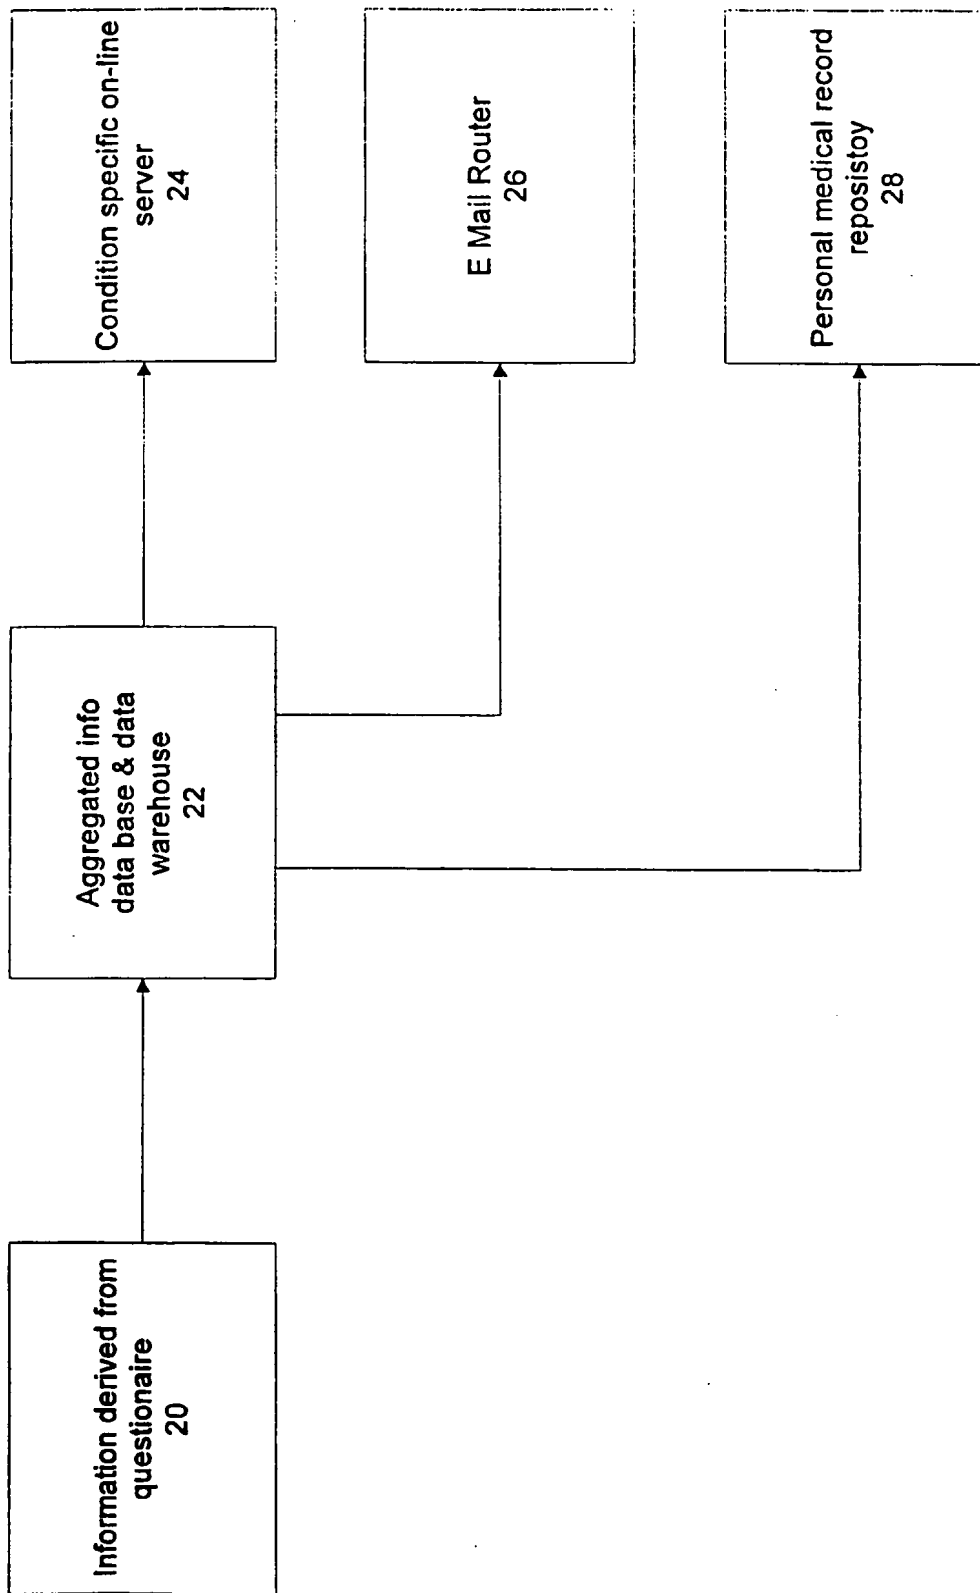 Information derived from
questionaire
20
Aggregated info
data base & data
warehouse
22
Condition specific on-line
server
24
E Mail Router
26
Personal medical record
reposistoy
28